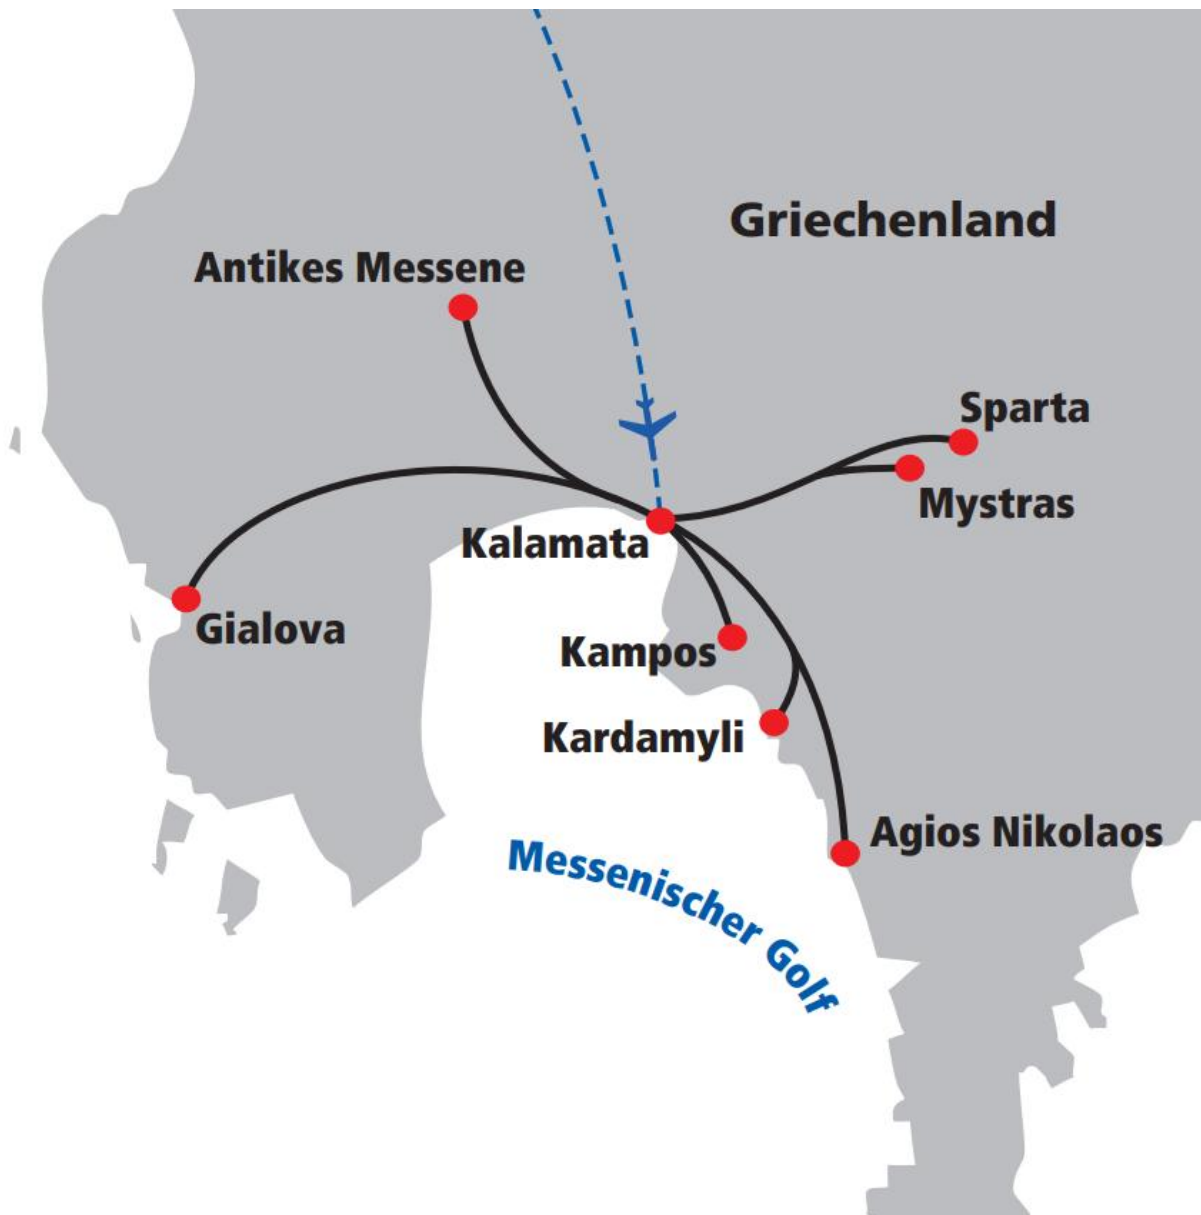 Griechenland
Antikes Messene
Sparta
Mystras
Kalamata
Gialova
Kampos
Kardamyli
Agios Nikolaos
Messenischer Golf